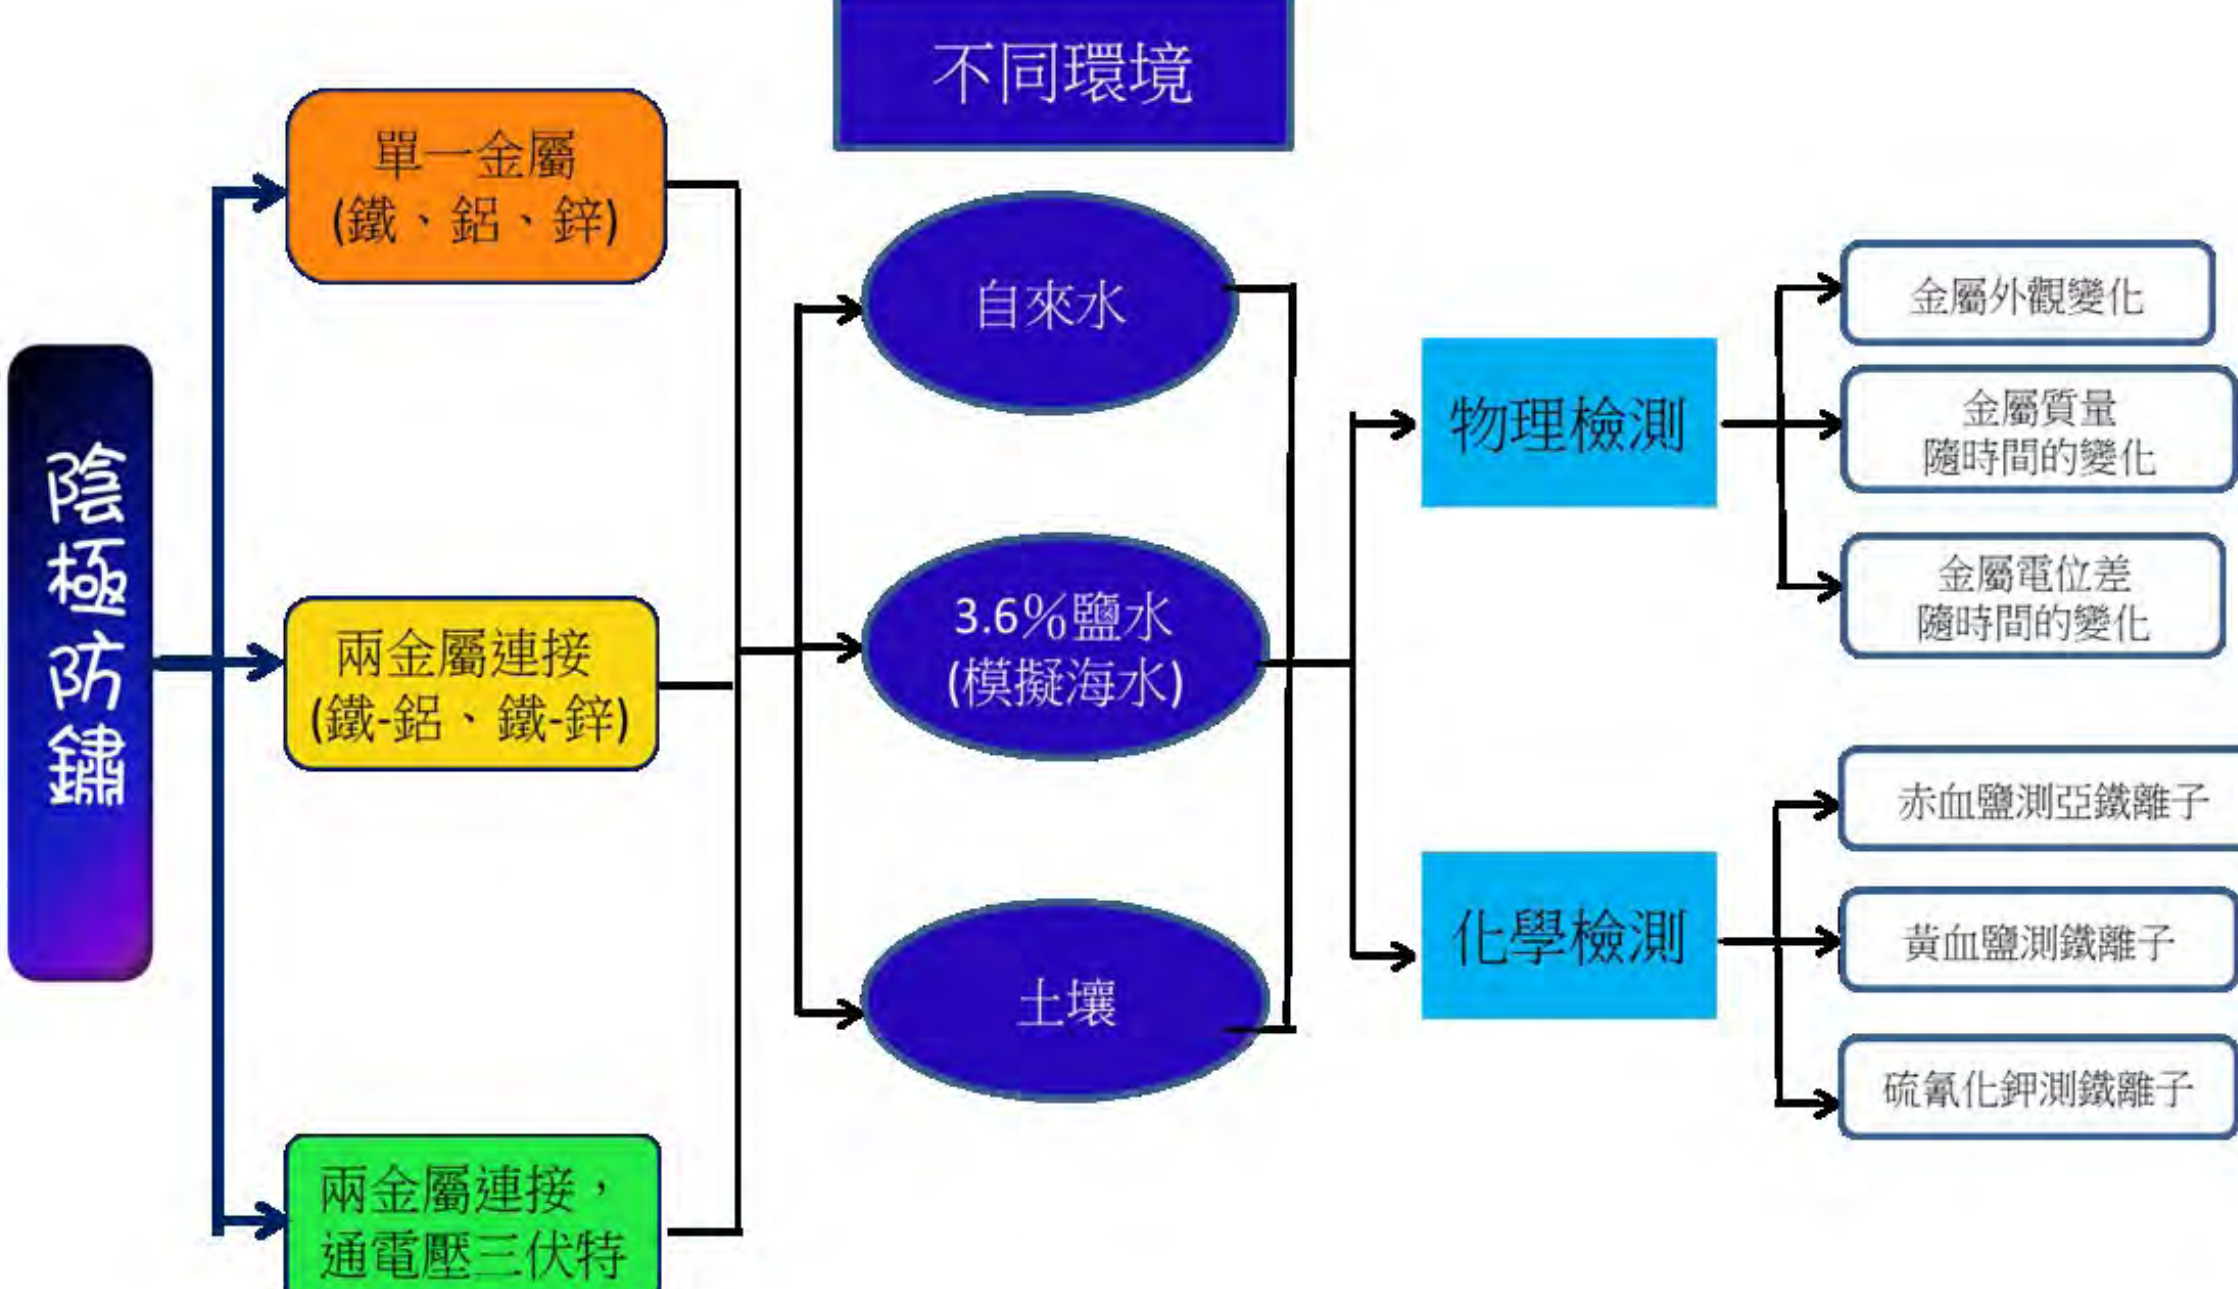 陰極防鏽
單一金屬
(鐵、鋁、鋅)
兩金屬連接
(鐵-鋁、鐵-鋅)
兩金屬連接，
通電壓三伏特
不同環境
自來水
3.6%鹽水
(模擬海水)
土壤
物理檢測
化學檢測
金屬外觀變化
金屬質量
隨時間的變化
金屬電位差
隨時間的變化
赤血鹽測亞鐵離子
黃血鹽測鐵離子
硫氰化鉀測鐵離子